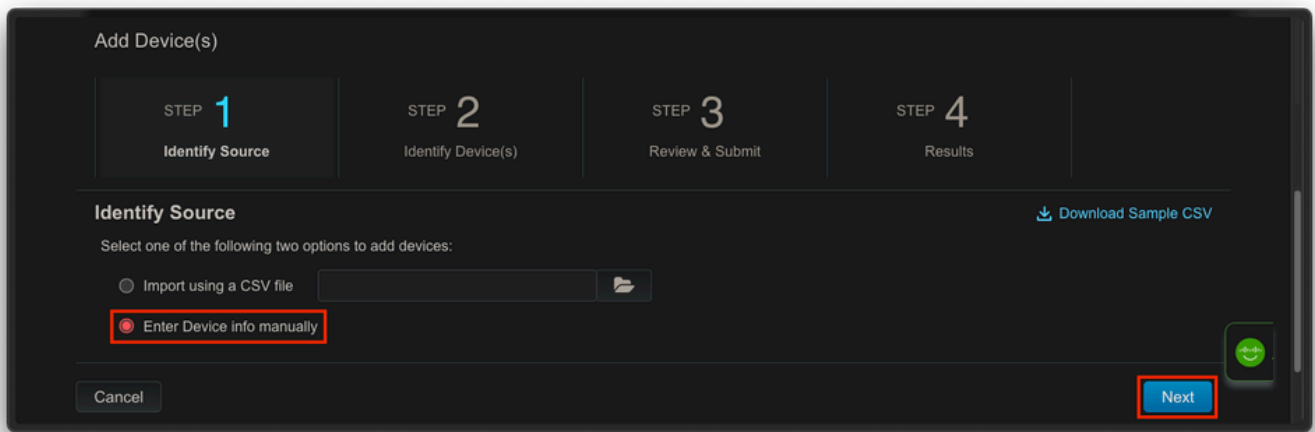 Add Device(s)
STEP 1
Identify Source
STEP 2
Identify Device(s)
STEP 3
Review & Submit
STEP 4
Results
Identify Source
Download Sample CSV
Select one of the following two options to add devices:
Import using a CSV file
Enter Device info manually
Cancel
Next